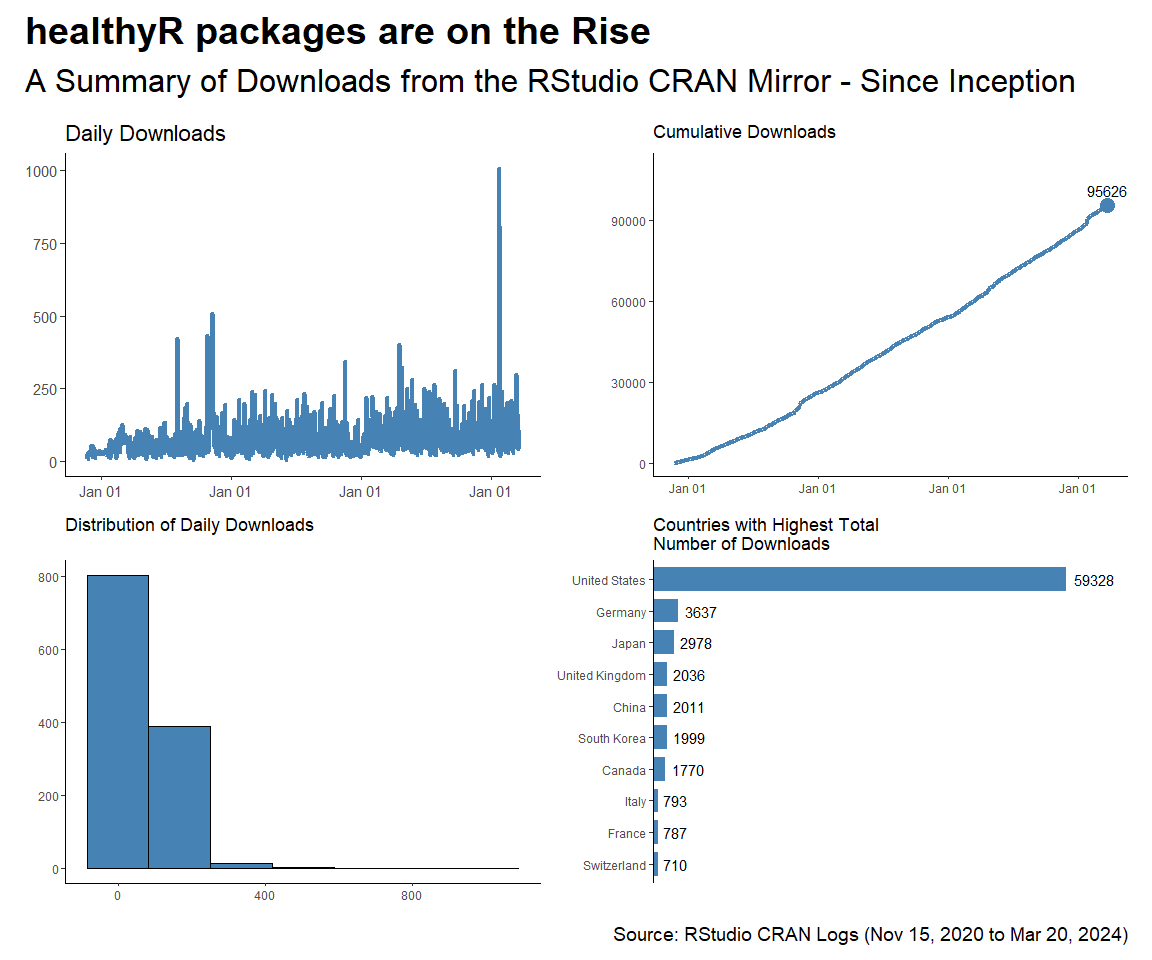 healthyR packages are on the Rise
A Summary of Downloads from the RStudio CRAN Mirror - Since Inception
Daily Downloads
1000
750
500
250
0
Jan 01 Jan 01 Jan 01 Jan 01
Cumulative Downloads
95626
90000
60000
30000
0
Jan 01 Jan 01 Jan 01 Jan 01
Distribution of Daily Downloads
800
600
400
200
0
0 400 800
Countries with Highest Total
Number of Downloads
United States 59328
Germany 3637
Japan 2978
United Kingdom 2036
China 2011
South Korea 1999
Canada 1770
Italy 793
France 787
Switzerland 710
Source: RStudio CRAN Logs (Nov 15, 2020 to Mar 20, 2024)